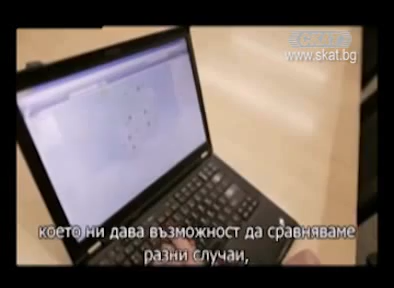 www.skat.bg
което ни дава възможност да сравняваме
разни случаи,